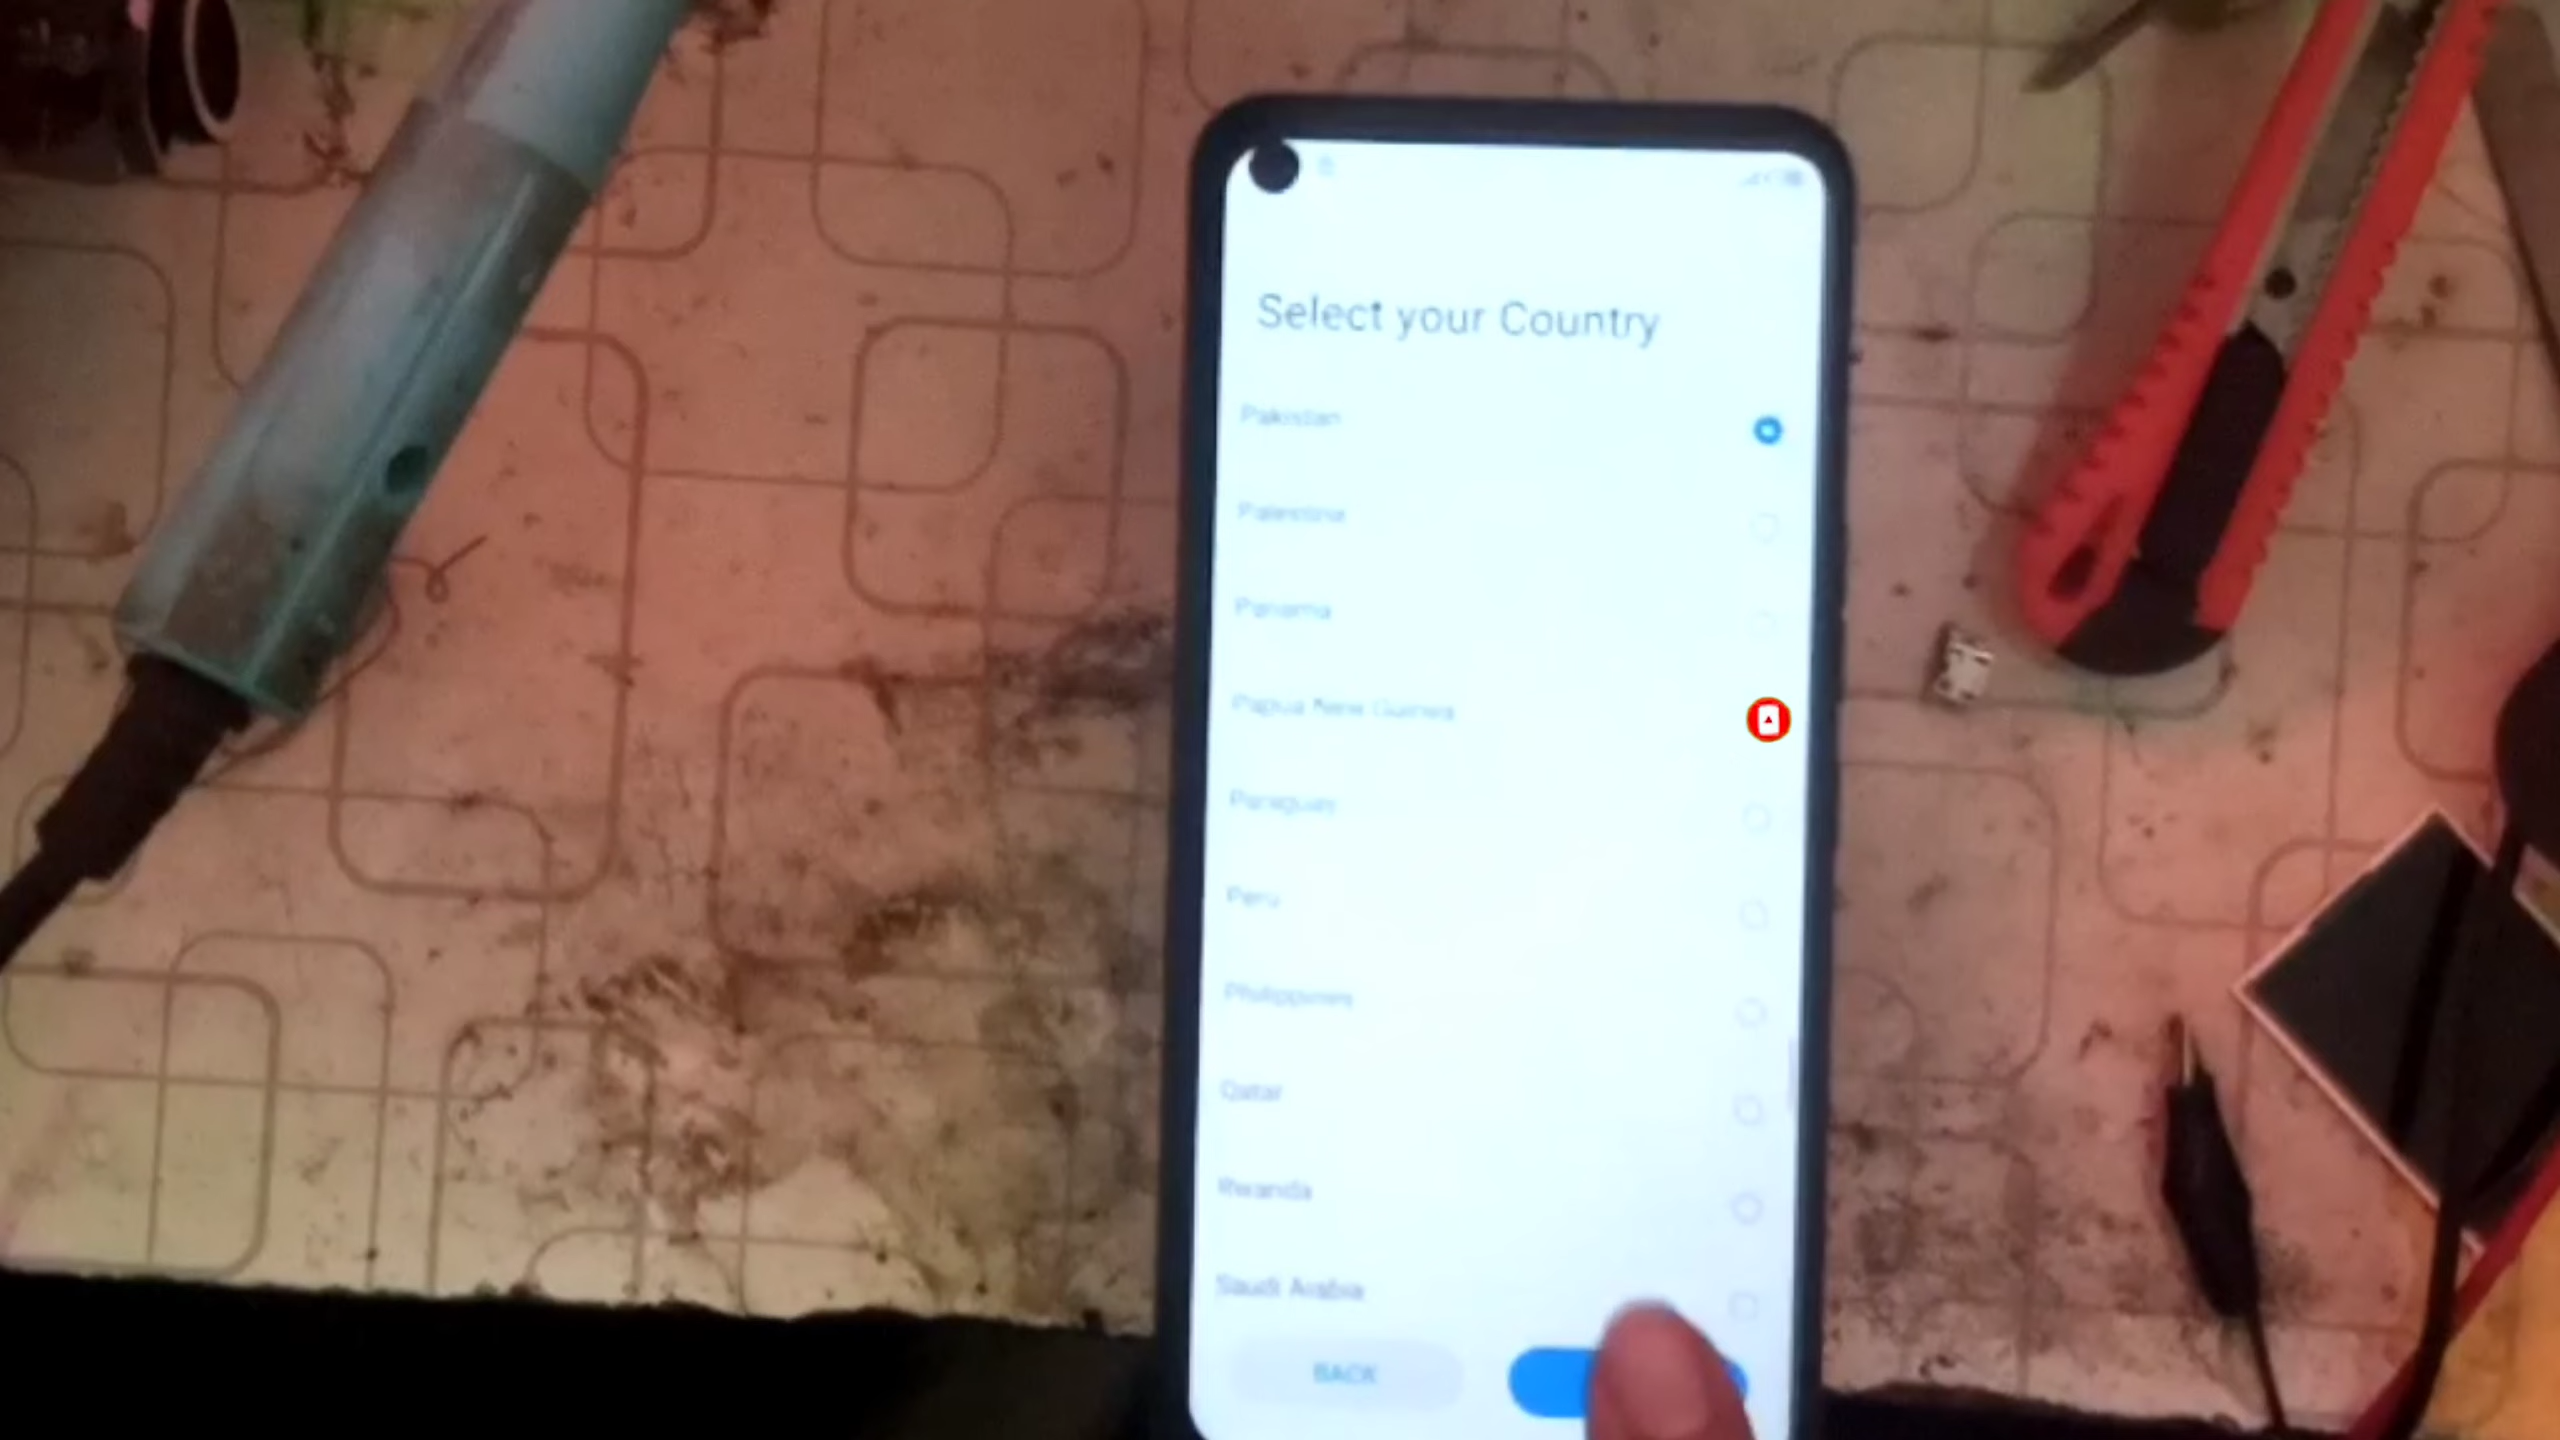 Select your Country
Pakistan
Palestine
Panama
Papua New Guinea
Paraguay
Peru
Philippines
Qatar
Rwanda
Saudi Arabia
BACK